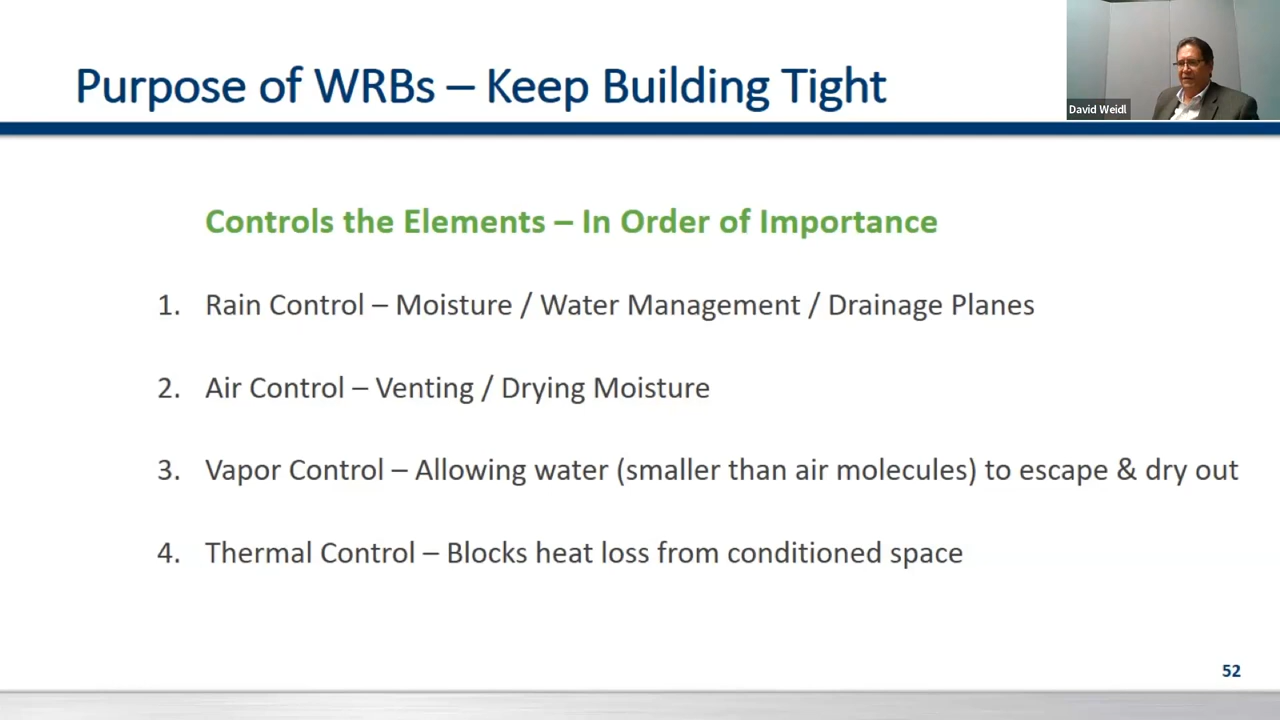 Purpose of WRBs – Keep Building Tight
David Weidl
Controls the Elements – In Order of Importance
1. Rain Control – Moisture / Water Management / Drainage Planes
2. Air Control – Venting / Drying Moisture
3. Vapor Control – Allowing water (smaller than air molecules) to escape & dry out
4. Thermal Control – Blocks heat loss from conditioned space
52